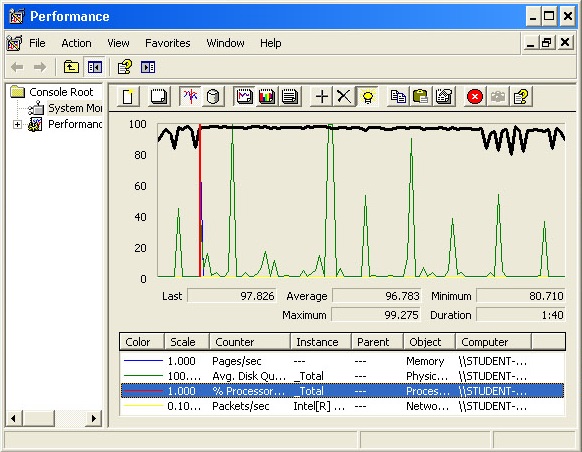 Performance
File Action View Favorites Window Help
Console Root
System Mo
Performanc
100
80
60
40
20
0
Last 97.826 Average 96.783 Minimum 80.710
Maximum 99.275 Duration 1:40
Color Scale Counter Instance Parent Object Computer
1.000 Pages/sec --- --- Memory \\STUDENT-...
100.... Avg. Disk Qu... _Total --- Physic... \\STUDENT-...
1.000 % Processor... _Total --- Proces... \\STUDENT-...
0.10... Packets/sec Intel[R] ... --- Netwo... \\STUDENT-...